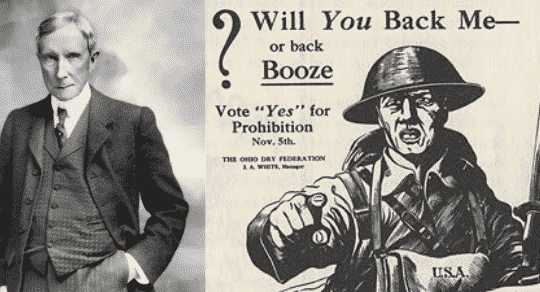 ? Will You Back Me—
or back
Booze
Vote "Yes" for
Prohibition
Nov. 5th.
THE OHIO DRY FEDERATION
J. A. WHITE, Manager
U.S.A.